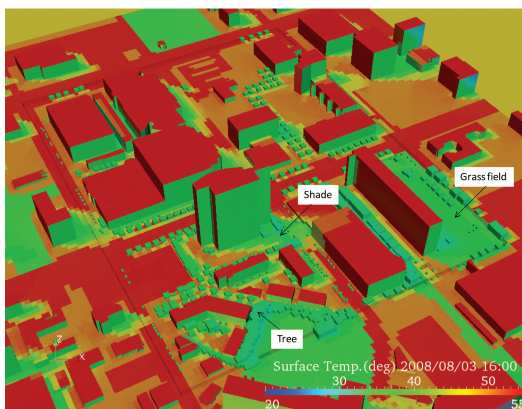 Grass field
Shade
Tree
Z
X
Surface Temp.(deg) 2008/08/03 16:00
30 40 50
20 55